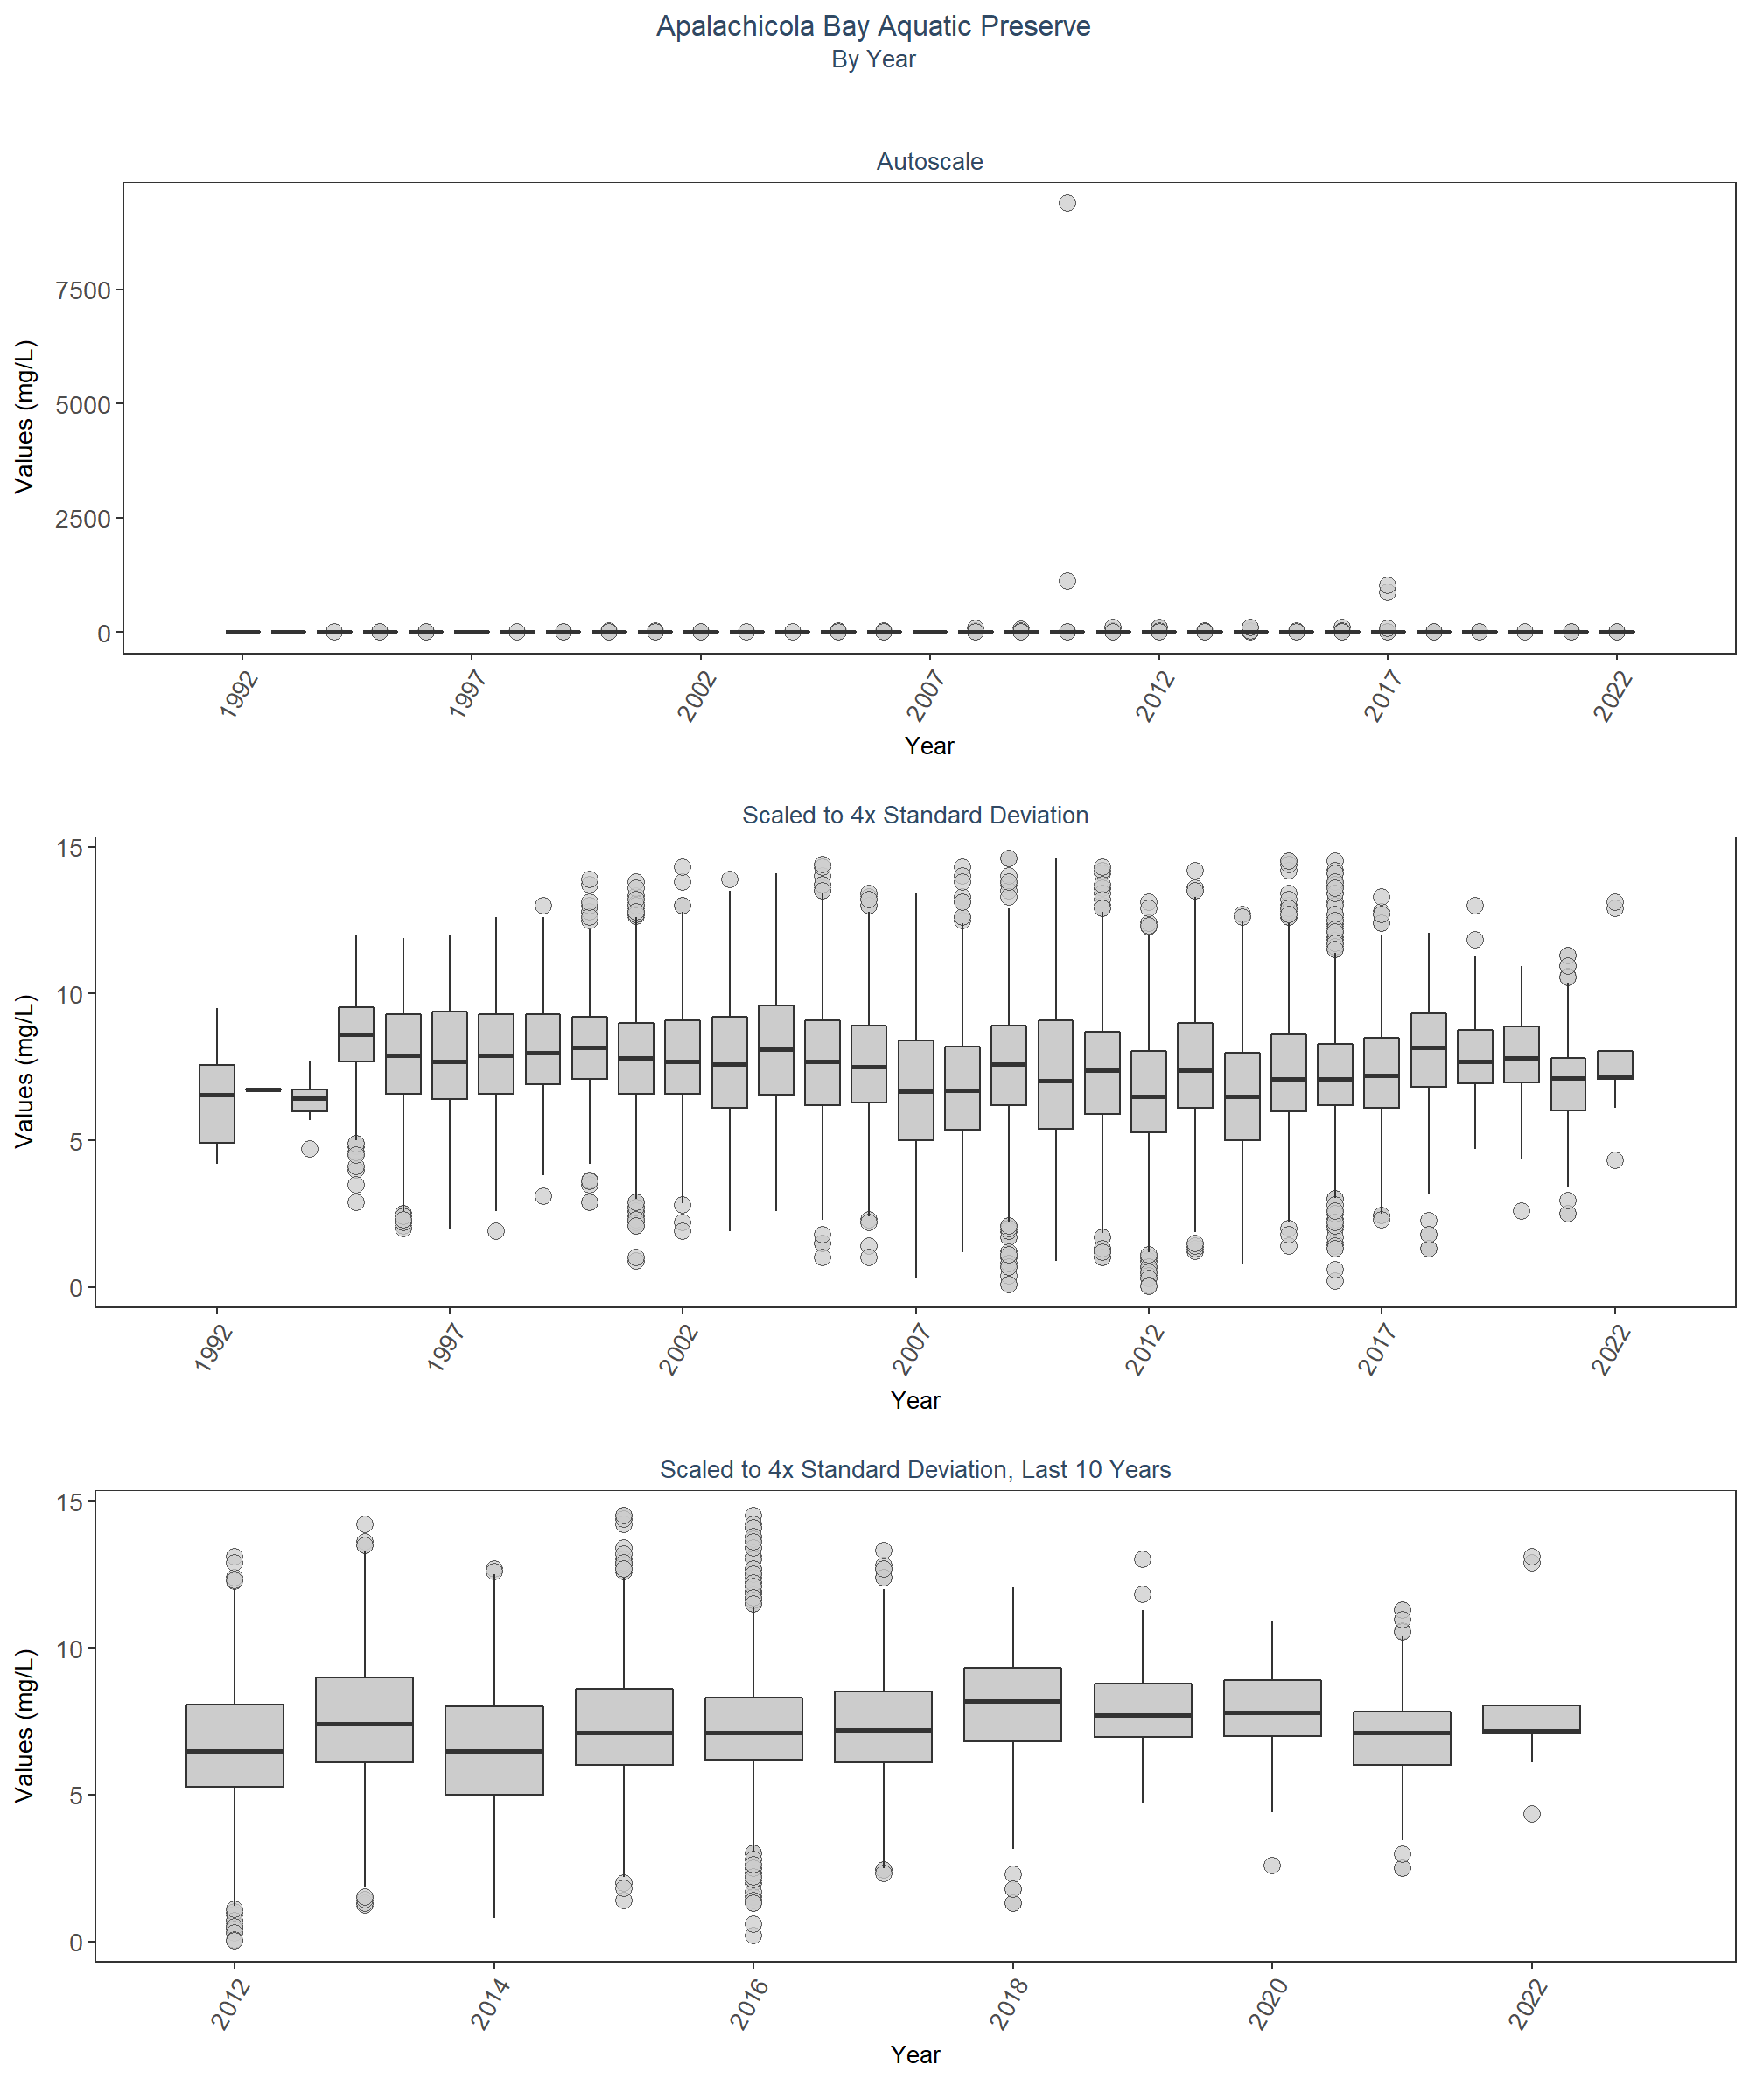 Apalachicola Bay Aquatic Preserve
By Year
Autoscale
Values (mg/L)
7500
5000
2500
0
1992
1997
2002
2007
2012
2017
2022
Year
Scaled to 4x Standard Deviation
Values (mg/L)
15
10
5
0
1992
1997
2002
2007
2012
2017
2022
Year
Scaled to 4x Standard Deviation, Last 10 Years
Values (mg/L)
15
10
5
0
2012
2014
2016
2018
2020
2022
Year